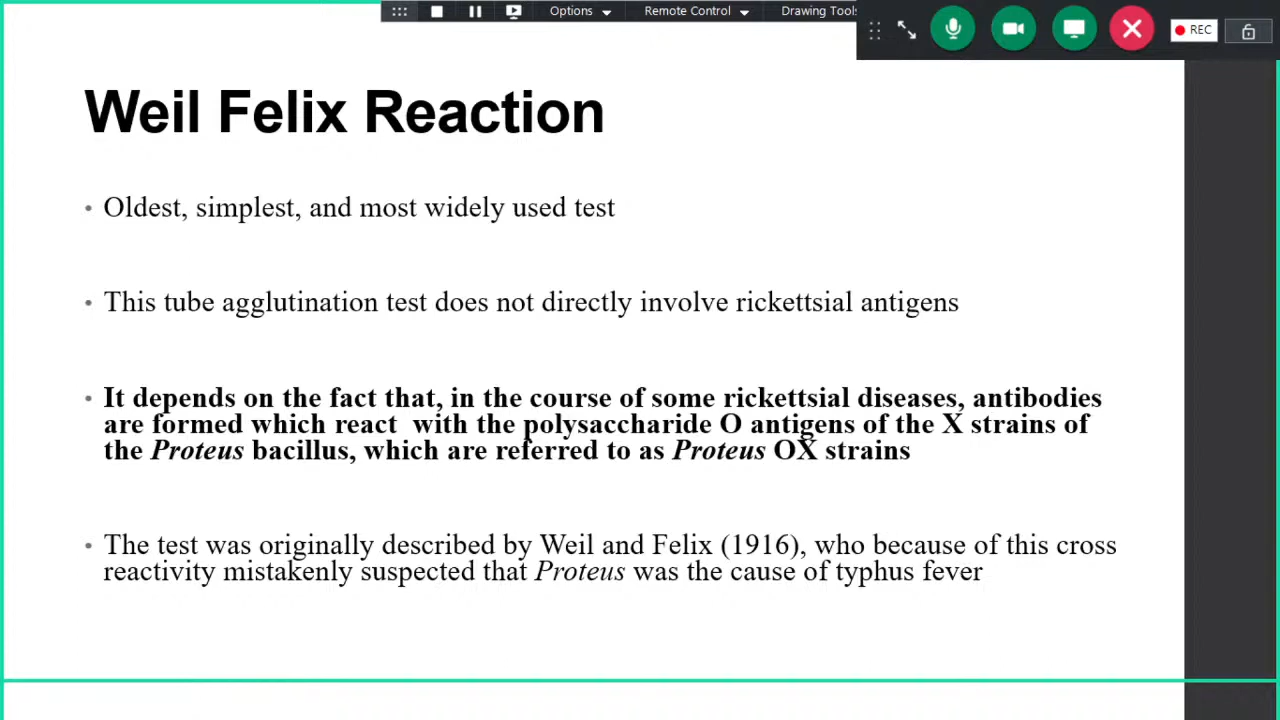 Options
Remote Control
Drawing Tools
REC
Weil Felix Reaction
• Oldest, simplest, and most widely used test
• This tube agglutination test does not directly involve rickettsial antigens
• It depends on the fact that, in the course of some rickettsial diseases, antibodies
are formed which react with the polysaccharide O antigens of the X strains of
the Proteus bacillus, which are referred to as Proteus OX strains
• The test was originally described by Weil and Felix (1916), who because of this cross
reactivity mistakenly suspected that Proteus was the cause of typhus fever